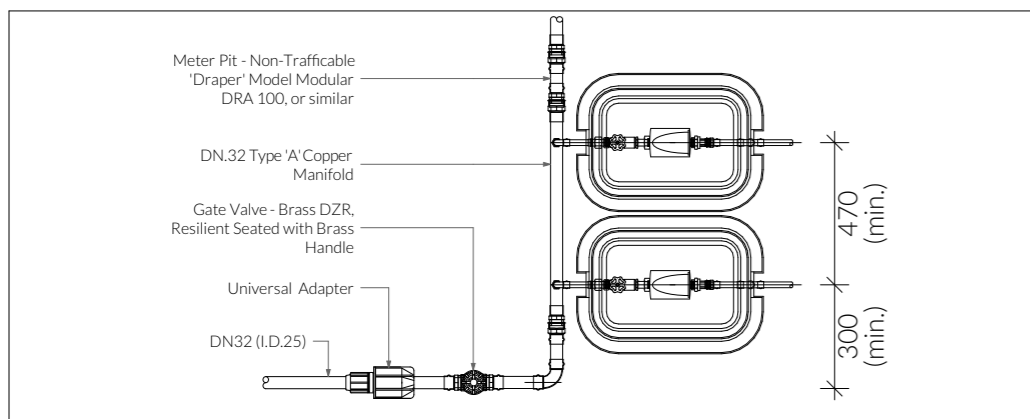 Meter Pit - Non-Trafficable
'Draper' Model Modular
DRA 100, or similar
DN.32 Type 'A' Copper
Manifold
Gate Valve - Brass DZR,
Resilient Seated with Brass
Handle
Universal Adapter
DN32 (I.D.25)
470
(min.)
300
(min.)